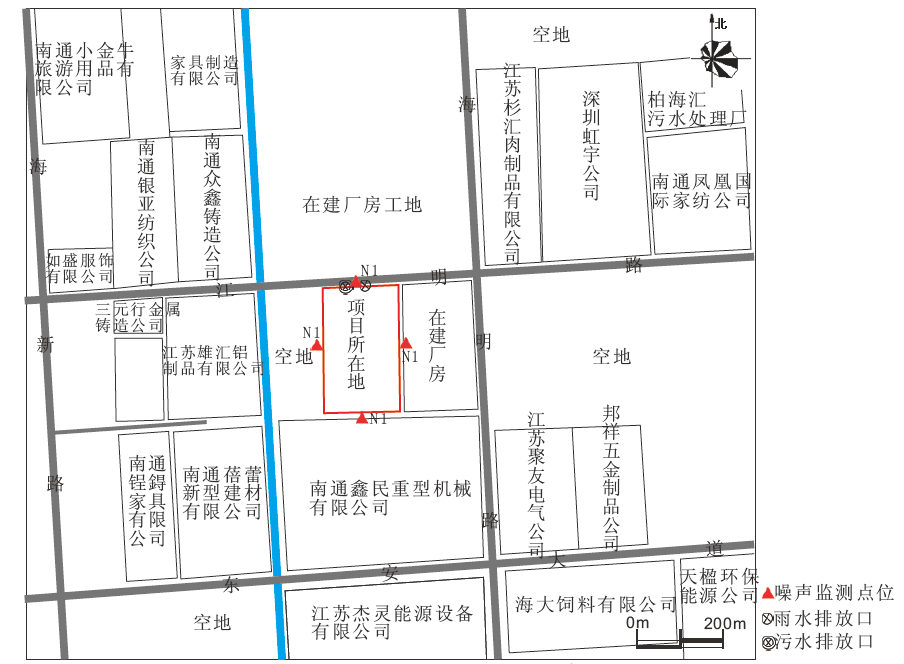 北
空地
南通小金牛
旅游用品有
限公司
家具制造
有限公司
江苏杉汇肉制品有限公司
深圳虹宇公司
柏海汇
污水处理厂
海
海
南通银亚纺织公司
南通众鑫铸造公司
南通凤凰国
际家纺公司
在建厂房工地
如盛服饰
有限公司
江
N1
明
路
三元行金属
铸造公司
项目所在地
在建厂房
新
江苏雄汇铝
制品有限公司
空地
N1
N1
明
空地
N1
江苏聚友电气公司
邦祥五金制品公司
南通
家具
有限
公司
南通蓓蕾
新型建材
有限公司
路
南通鑫民重型机械
有限公司
路
东
安
大
道
空地
江苏杰灵能源设备
有限公司
海大饲料有限公司
天楹环保
能源公司
0m
200m
噪声监测点位
雨水排放口
污水排放口